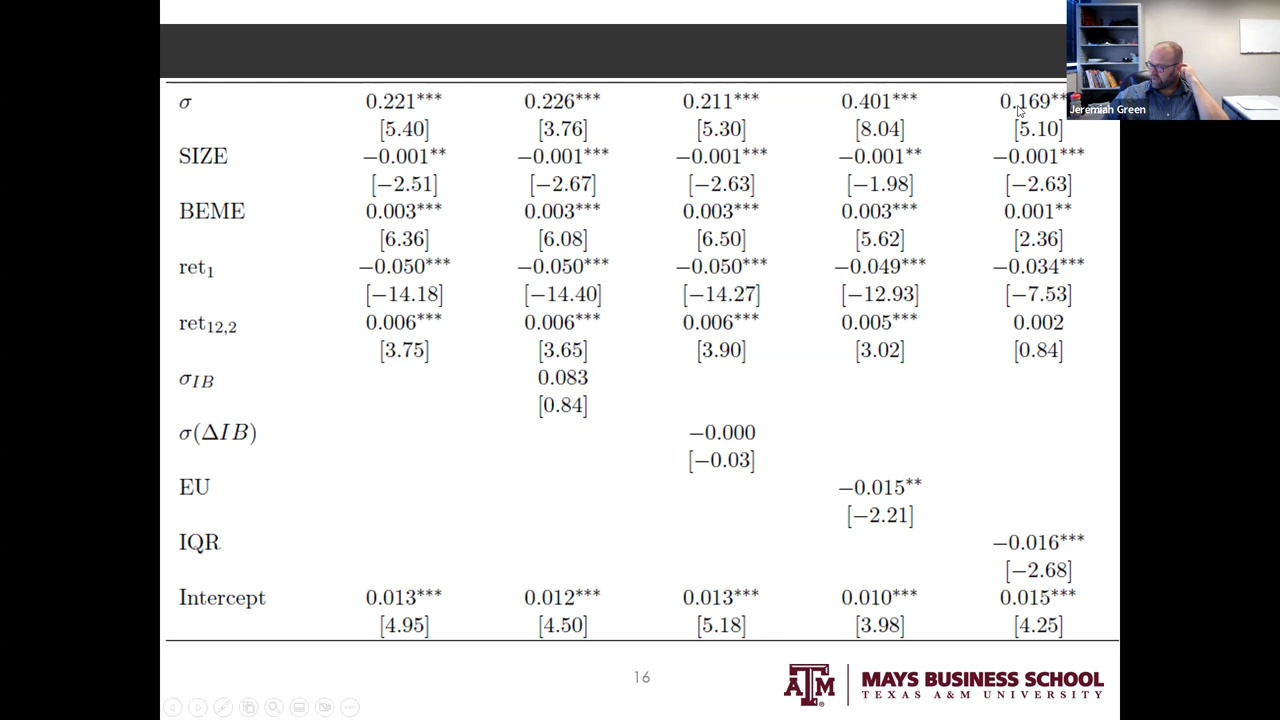 σ 0.221*** 0.226*** 0.211*** 0.401*** 0.169**
[5.40] [3.76] [5.30] [8.04] [5.10]
SIZE −0.001** −0.001*** −0.001*** −0.001** −0.001***
[−2.51] [−2.67] [−2.63] [−1.98] [−2.63]
BEME 0.003*** 0.003*** 0.003*** 0.003*** 0.001**
[6.36] [6.08] [6.50] [5.62] [2.36]
ret₁ −0.050*** −0.050*** −0.050*** −0.049*** −0.034***
[−14.18] [−14.40] [−14.27] [−12.93] [−7.53]
ret₁₂,₂ 0.006*** 0.006*** 0.006*** 0.005*** 0.002
[3.75] [3.65] [3.90] [3.02] [0.84]
σ_IB 0.083
[0.84]
σ(ΔIB) −0.000
[−0.03]
EU −0.015**
[−2.21]
IQR −0.016***
[−2.68]
Intercept 0.013*** 0.012*** 0.013*** 0.010*** 0.015***
[4.95] [4.50] [5.18] [3.98] [4.25]
16
ATM
MAYS BUSINESS SCHOOL
TEXAS A&M UNIVERSITY
Jeremiah Green